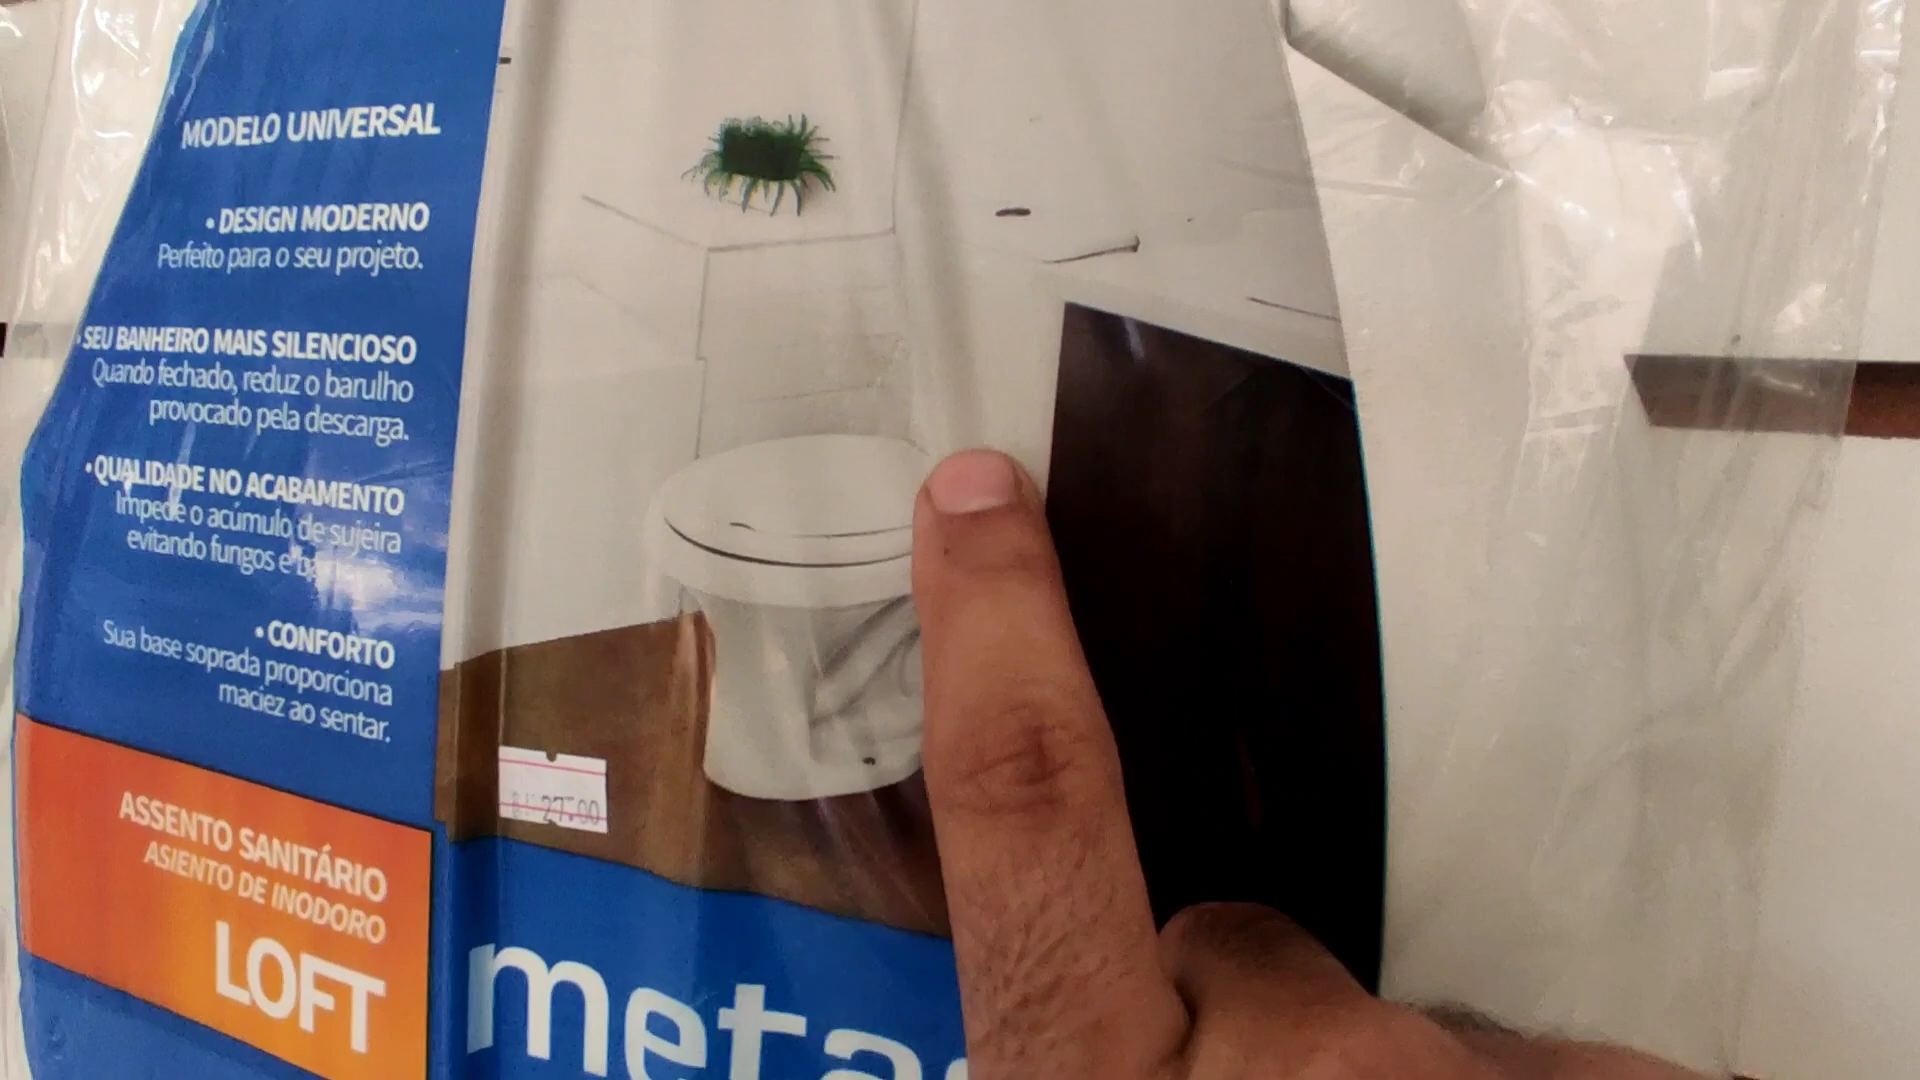 MODELO UNIVERSAL
• DESIGN MODERNO
Perfeito para o seu projeto.
• SEU BANHEIRO MAIS SILENCIOSO
Quando fechado, reduz o barulho
provocado pela descarga.
• QUALIDADE NO ACABAMENTO
Impede o acúmulo de sujeira
evitando fungos e
• CONFORTO
Sua base soprada proporciona
maciez ao sentar.
ASSENTO SANITÁRIO
ASIENTO DE INODORO
LOFT
27.00